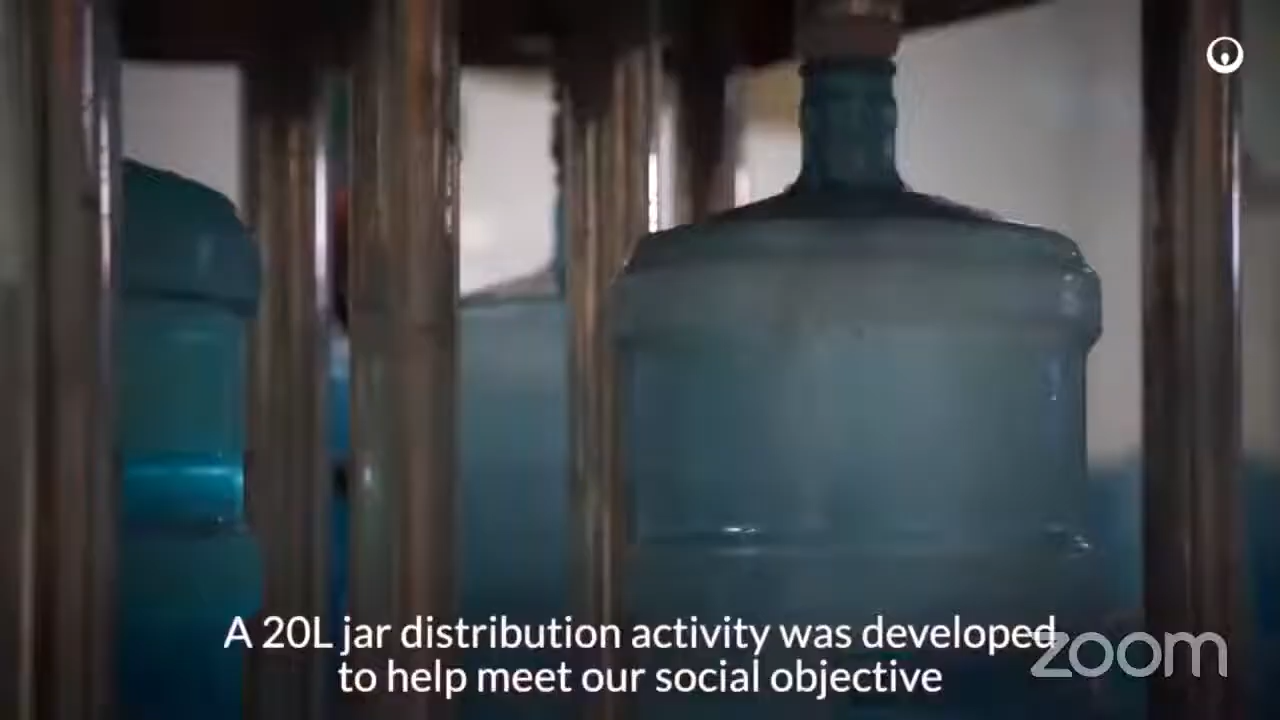 A 20L jar distribution activity was developed
to help meet our social objective
zoom